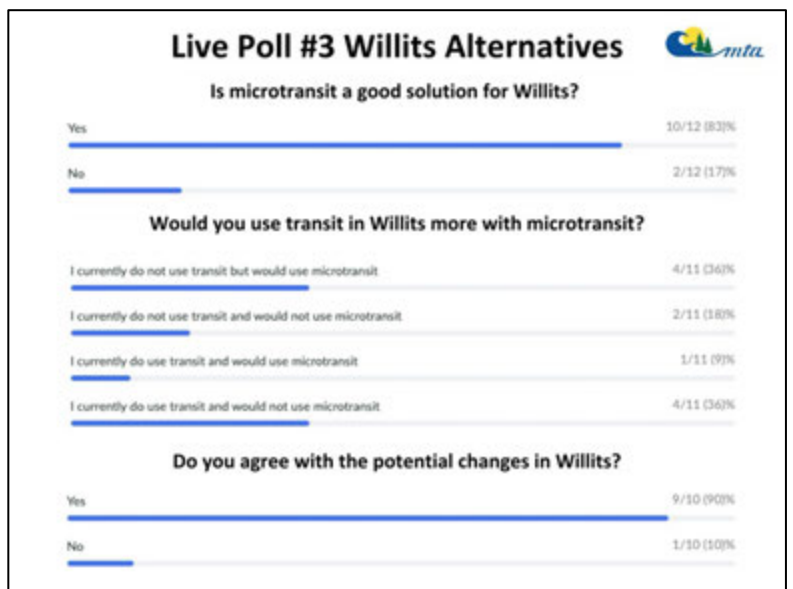 Live Poll #3 Willits Alternatives
mta
Is microtransit a good solution for Willits?
Yes 10/12 (83)%
No 2/12 (17)%
Would you use transit in Willits more with microtransit?
I currently do not use transit but would use microtransit 4/11 (36)%
I currently do not use transit and would not use microtransit 2/11 (18)%
I currently do use transit and would use microtransit 1/11 (9)%
I currently do use transit and would not use microtransit 4/11 (36)%
Do you agree with the potential changes in Willits?
Yes 9/10 (90)%
No 1/10 (10)%